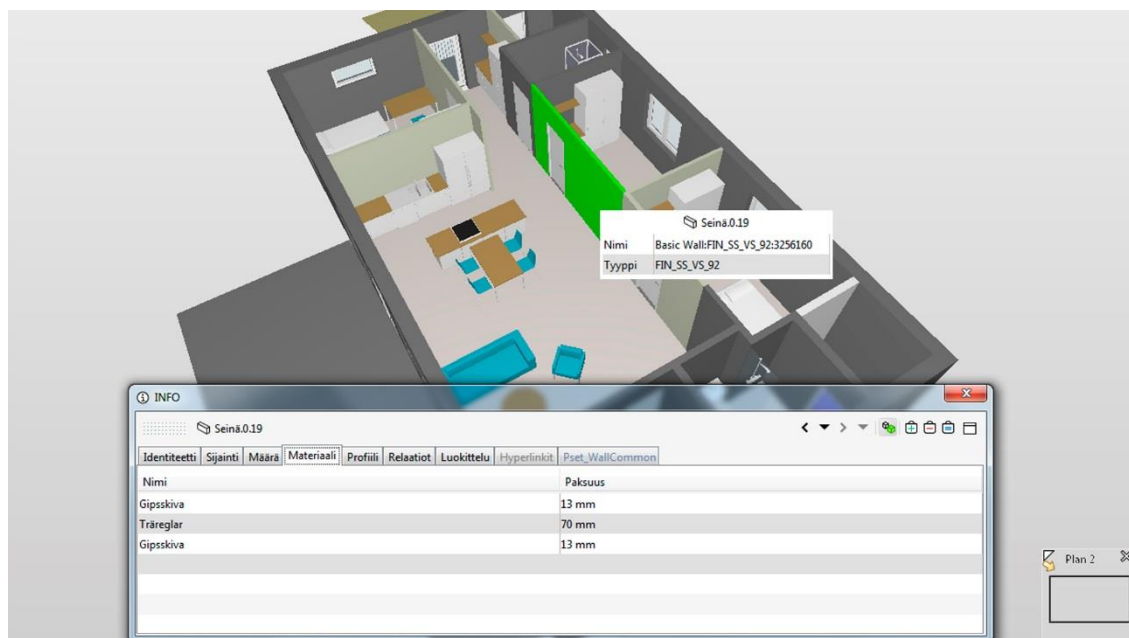 Seinä.0.19
Nimi Basic Wall:FIN_SS_VS_92:3256160
Tyyppi FIN_SS_VS_92
INFO
Seinä.0.19
Identiteetti Sijainti Määrä Materiaali Profiili Relaatiot Luokittelu Hyperlinkit Pset_WallCommon
Nimi Paksuus
Gipsskiva 13 mm
Träreglar 70 mm
Gipsskiva 13 mm
Plan 2